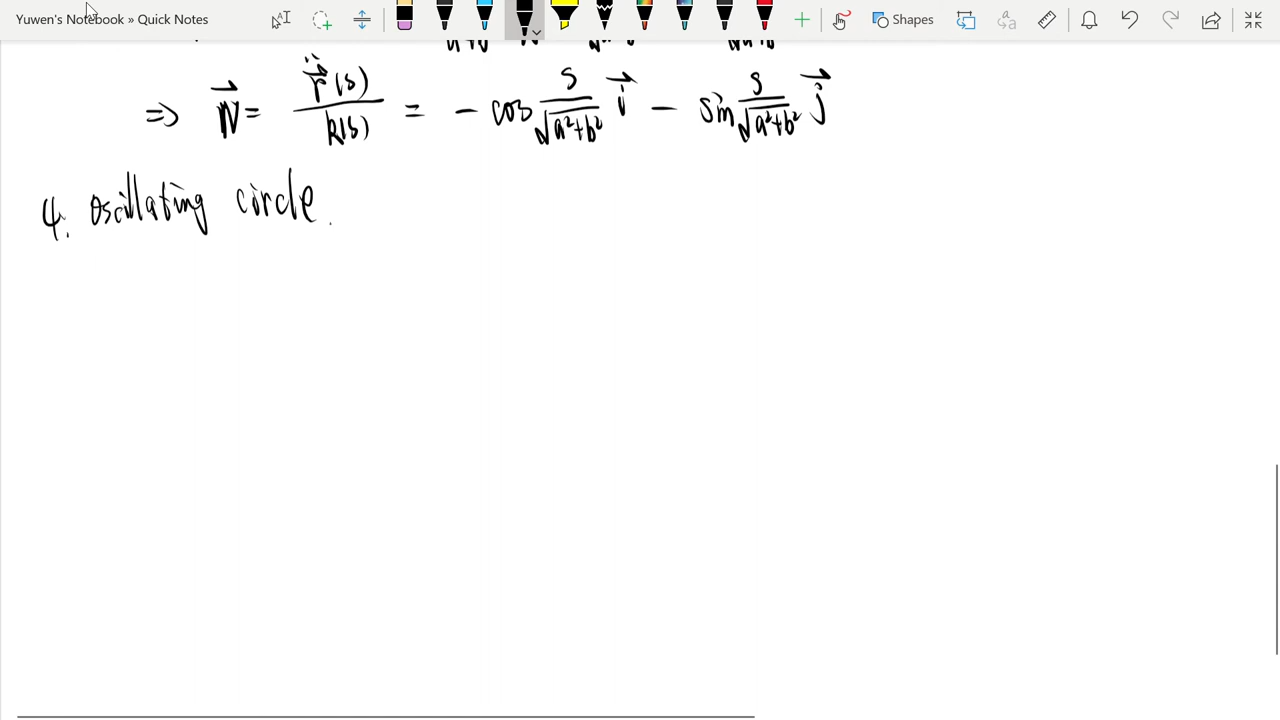 Yuwen's Notebook » Quick Notes
Shapes
⇒ N⃗ = r̈⃗(s) / k(s) = - cos s/√(a²+b²) i⃗ - sin s/√(a²+b²) j⃗
4. Oscillating circle.